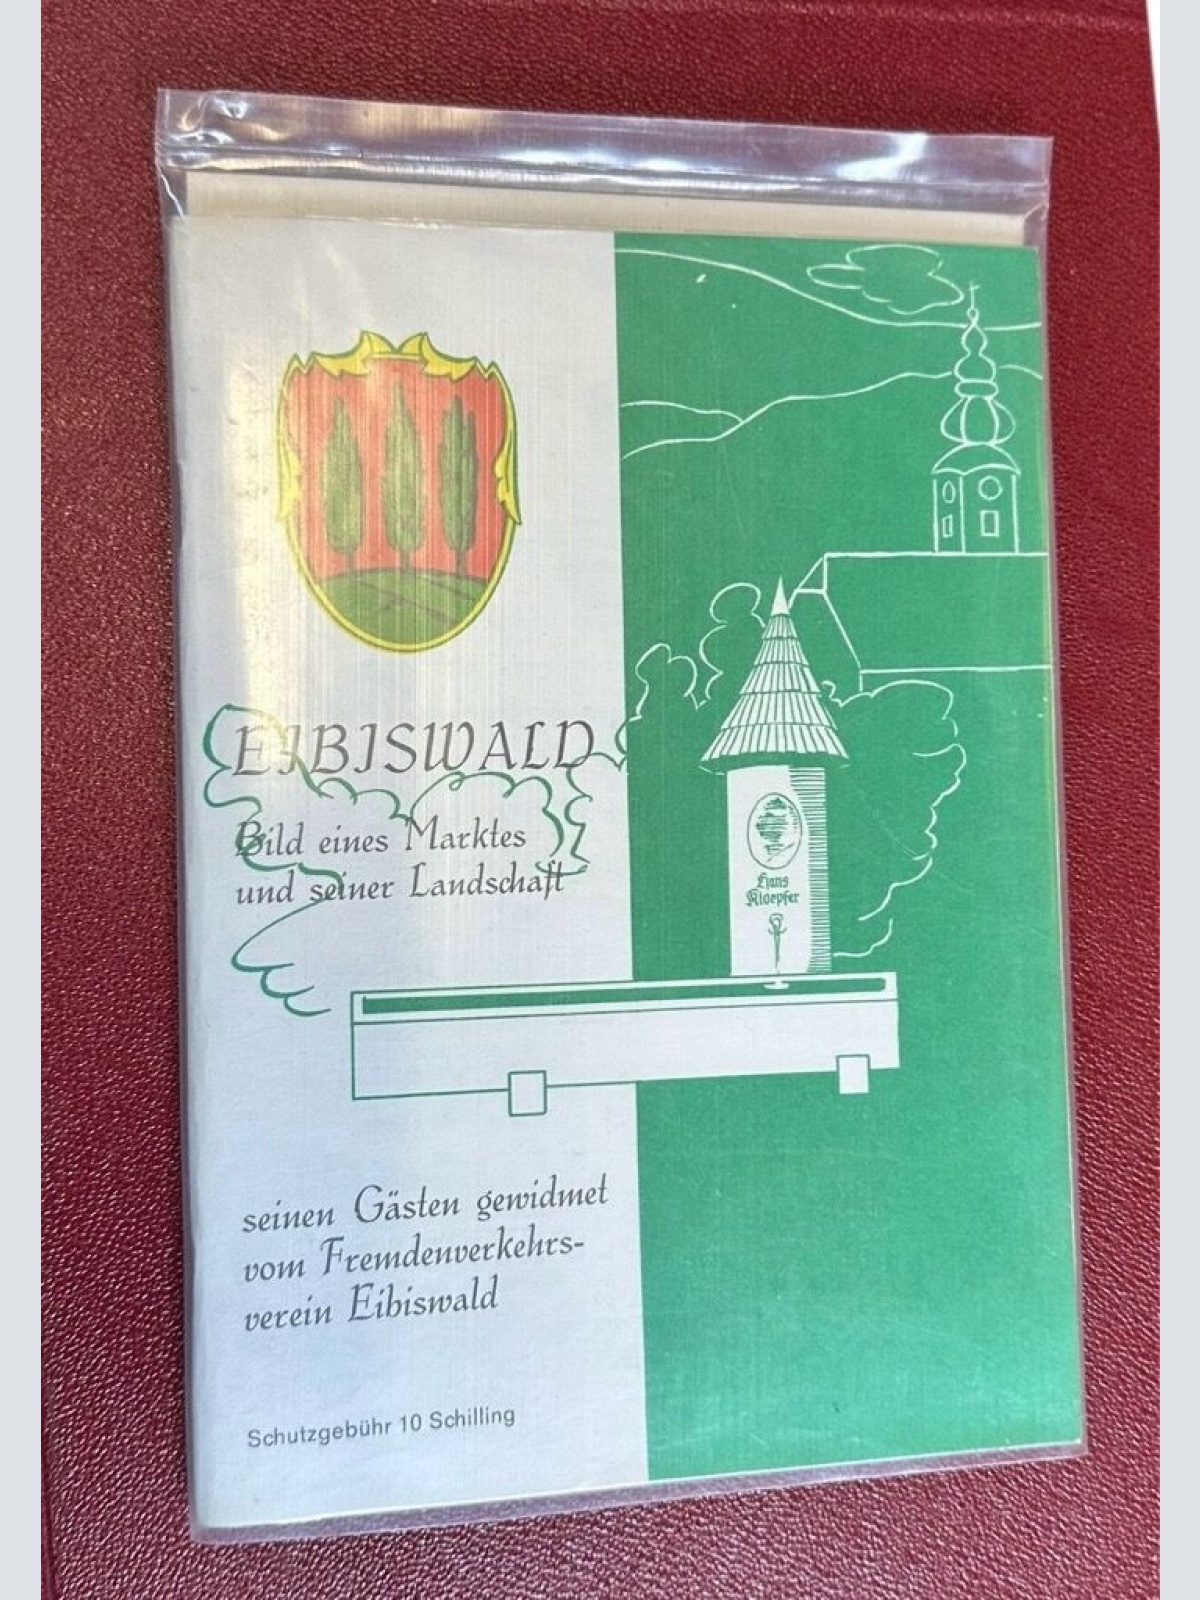 EIBISWALD
Bild eines Marktes
und seiner Landschaft
Hans
Kloepfer
seinen Gästen gewidmet
vom Fremdenverkehrs-
verein Eibiswald
Schutzgebühr 10 Schilling